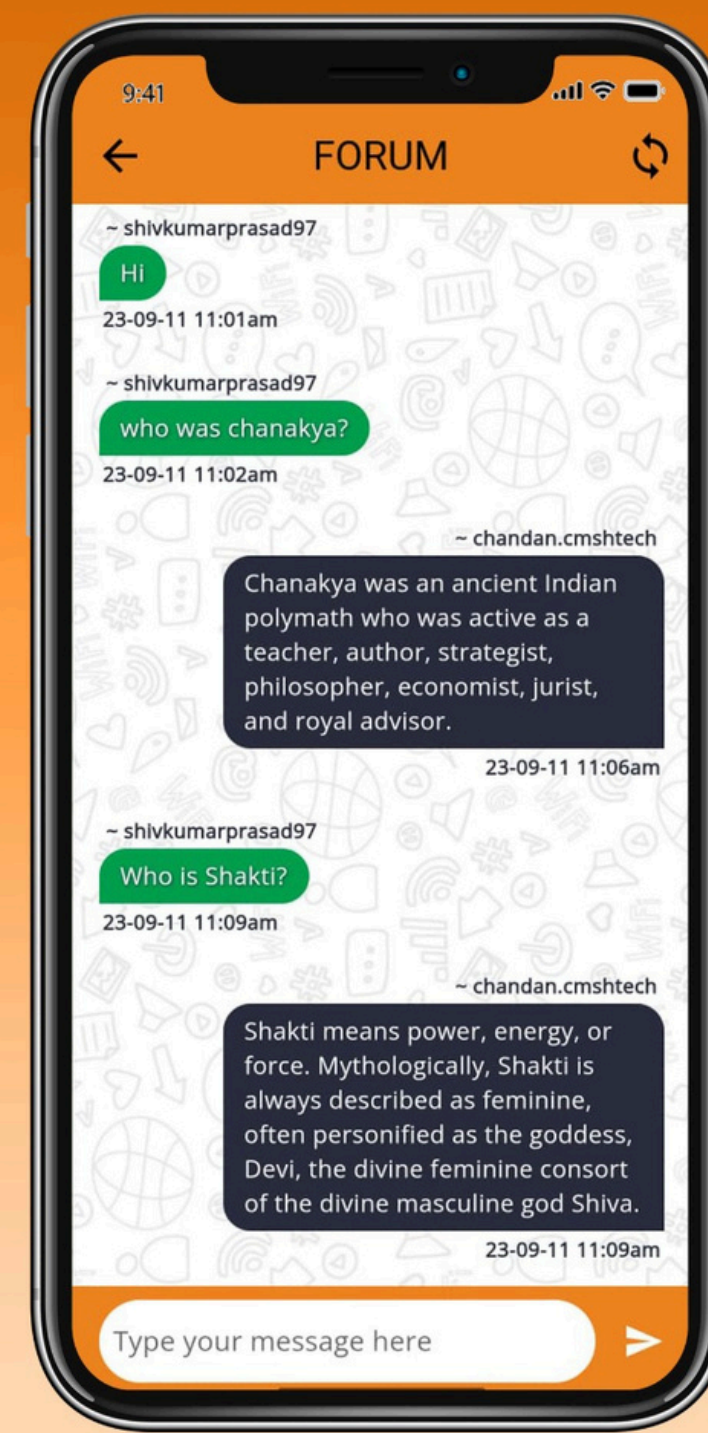 9:41
FORUM
~ shivkumarprasad97
Hi
23-09-11 11:01am
~ shivkumarprasad97
who was chanakya?
23-09-11 11:02am
~ chandan.cmshtech
Chanakya was an ancient Indian
polymath who was active as a
teacher, author, strategist,
philosopher, economist, jurist,
and royal advisor.
23-09-11 11:06am
~ shivkumarprasad97
Who is Shakti?
23-09-11 11:09am
~ chandan.cmshtech
Shakti means power, energy, or
force. Mythologically, Shakti is
always described as feminine,
often personified as the goddess,
Devi, the divine feminine consort
of the divine masculine god Shiva.
23-09-11 11:09am
Type your message here